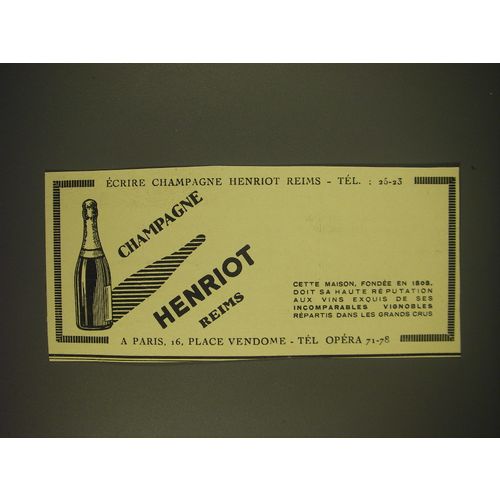 ÉCRIRE CHAMPAGNE HENRIOT REIMS - TÉL. : 25-23
CHAMPAGNE
HENRIOT
REIMS
CETTE MAISON, FONDÉE EN 1808,
DOIT SA HAUTE RÉPUTATION
AUX VINS EXQUIS DE SES
INCOMPARABLES VIGNOBLES
RÉPARTIS DANS LES GRANDS CRUS
A PARIS, 16, PLACE VENDOME - TÉL OPÉRA 71-78